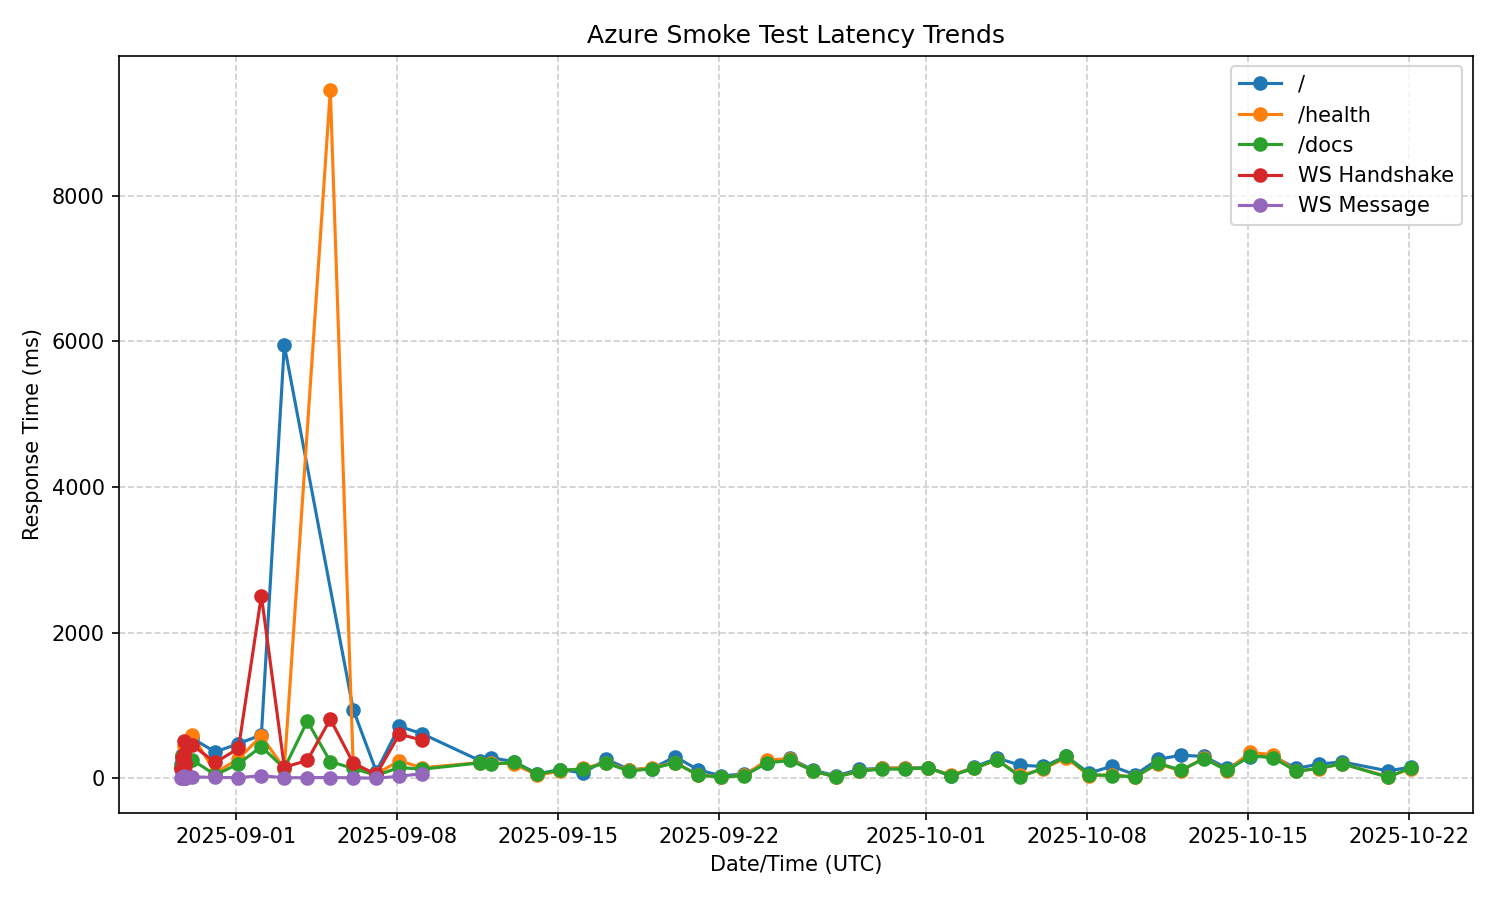 Azure Smoke Test Latency Trends
/
/health
/docs
WS Handshake
WS Message
Response Time (ms)
8000
6000
4000
2000
0
2025-09-01 2025-09-08 2025-09-15 2025-09-22 2025-10-01 2025-10-08 2025-10-15 2025-10-22
Date/Time (UTC)